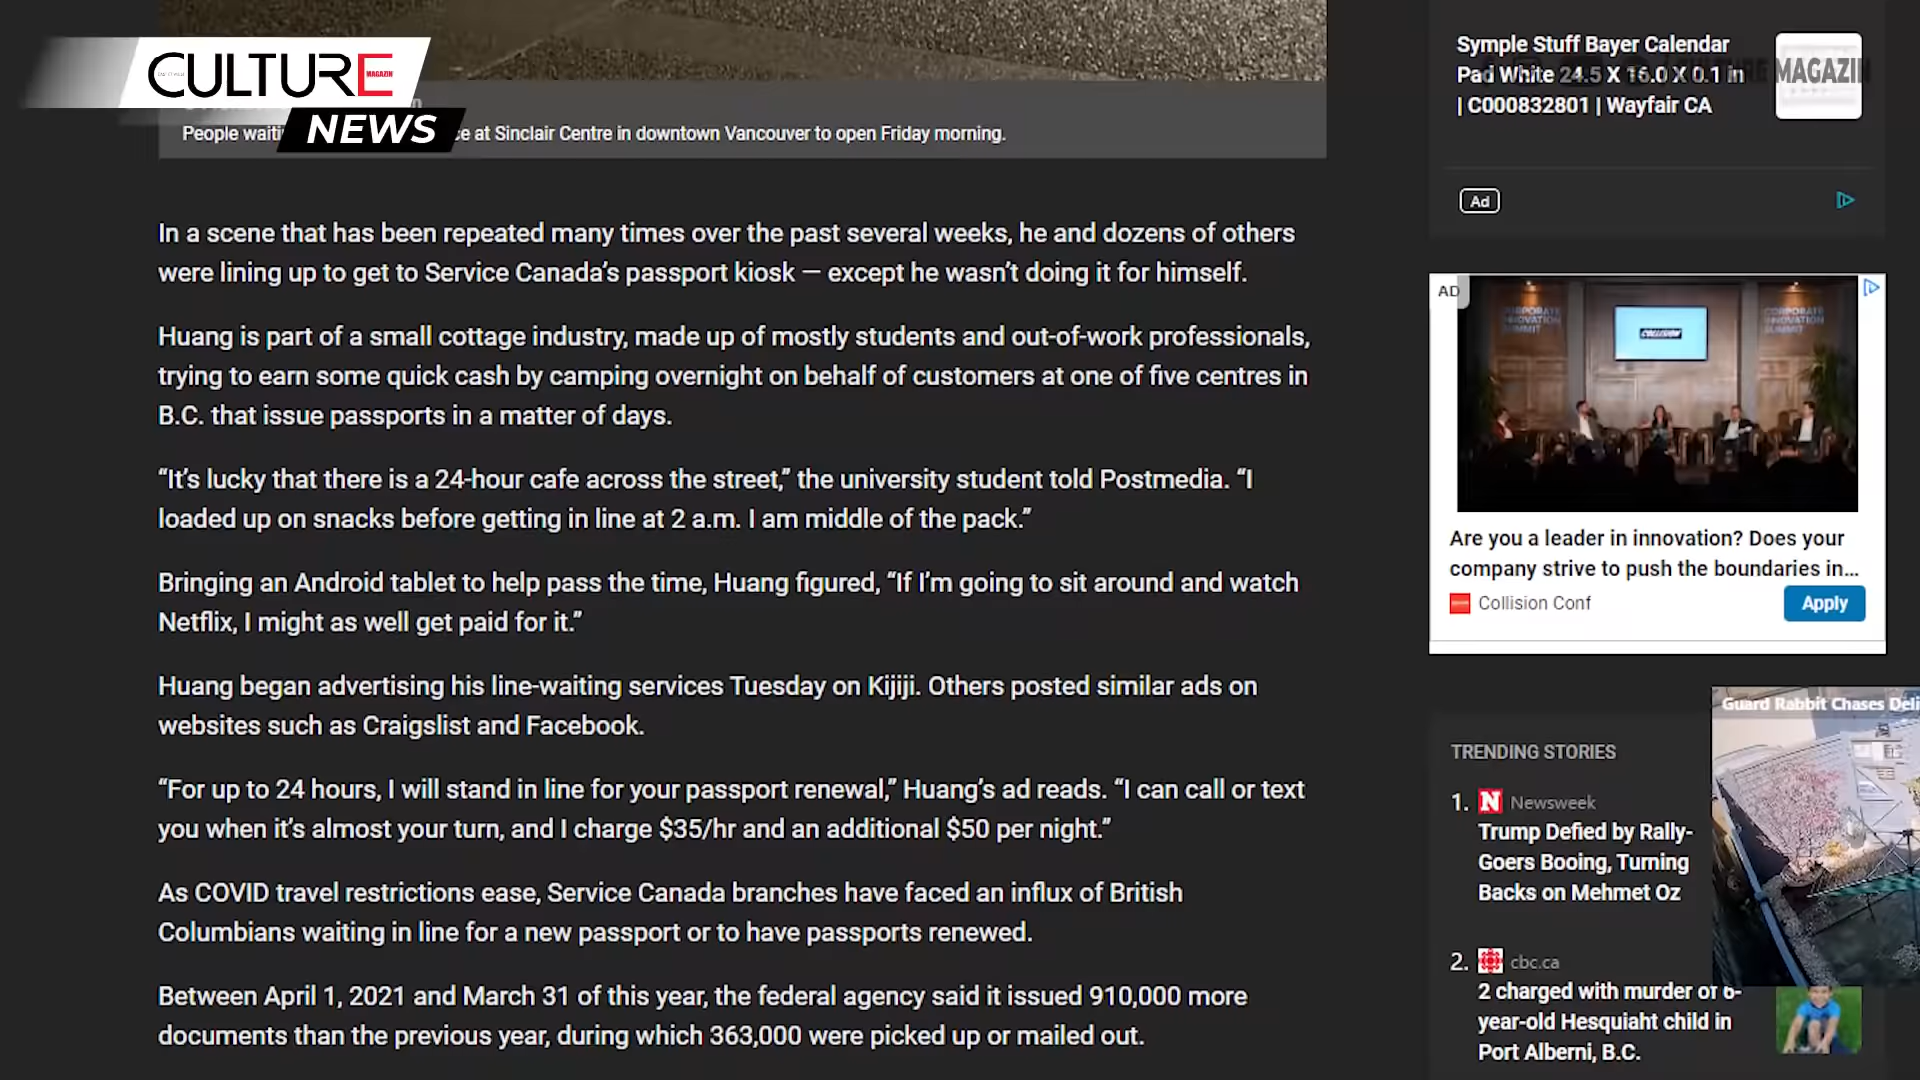 CULTURE
MAGAZIN
NEWS
People waiti
ce at Sinclair Centre in downtown Vancouver to open Friday morning.
In a scene that has been repeated many times over the past several weeks, he and dozens of others
were lining up to get to Service Canada’s passport kiosk — except he wasn’t doing it for himself.
Huang is part of a small cottage industry, made up of mostly students and out-of-work professionals,
trying to earn some quick cash by camping overnight on behalf of customers at one of five centres in
B.C. that issue passports in a matter of days.
“It’s lucky that there is a 24-hour cafe across the street,” the university student told Postmedia. “I
loaded up on snacks before getting in line at 2 a.m. I am middle of the pack.”
Bringing an Android tablet to help pass the time, Huang figured, “If I’m going to sit around and watch
Netflix, I might as well get paid for it.”
Huang began advertising his line-waiting services Tuesday on Kijiji. Others posted similar ads on
websites such as Craigslist and Facebook.
“For up to 24 hours, I will stand in line for your passport renewal,” Huang’s ad reads. “I can call or text
you when it’s almost your turn, and I charge $35/hr and an additional $50 per night.”
As COVID travel restrictions ease, Service Canada branches have faced an influx of British
Columbians waiting in line for a new passport or to have passports renewed.
Between April 1, 2021 and March 31 of this year, the federal agency said it issued 910,000 more
documents than the previous year, during which 363,000 were picked up or mailed out.
Symple Stuff Bayer Calendar
Pad White 24.5 X 16.0 X 0.1 in
| C000832801 | Wayfair CA
MAGAZIN
Ad
AD
CORPORATE
INNOVATION
SUMMIT
COLLISION
CORPORATE
INNOVATION
SUMMIT
Are you a leader in innovation? Does your
company strive to push the boundaries in...
Collision Conf
Apply
Guard Rabbit Chases Deli
TRENDING STORIES
1. N Newsweek
Trump Defied by Rally-
Goers Booing, Turning
Backs on Mehmet Oz
2. cbc.ca
2 charged with murder of 6-
year-old Hesquiaht child in
Port Alberni, B.C.